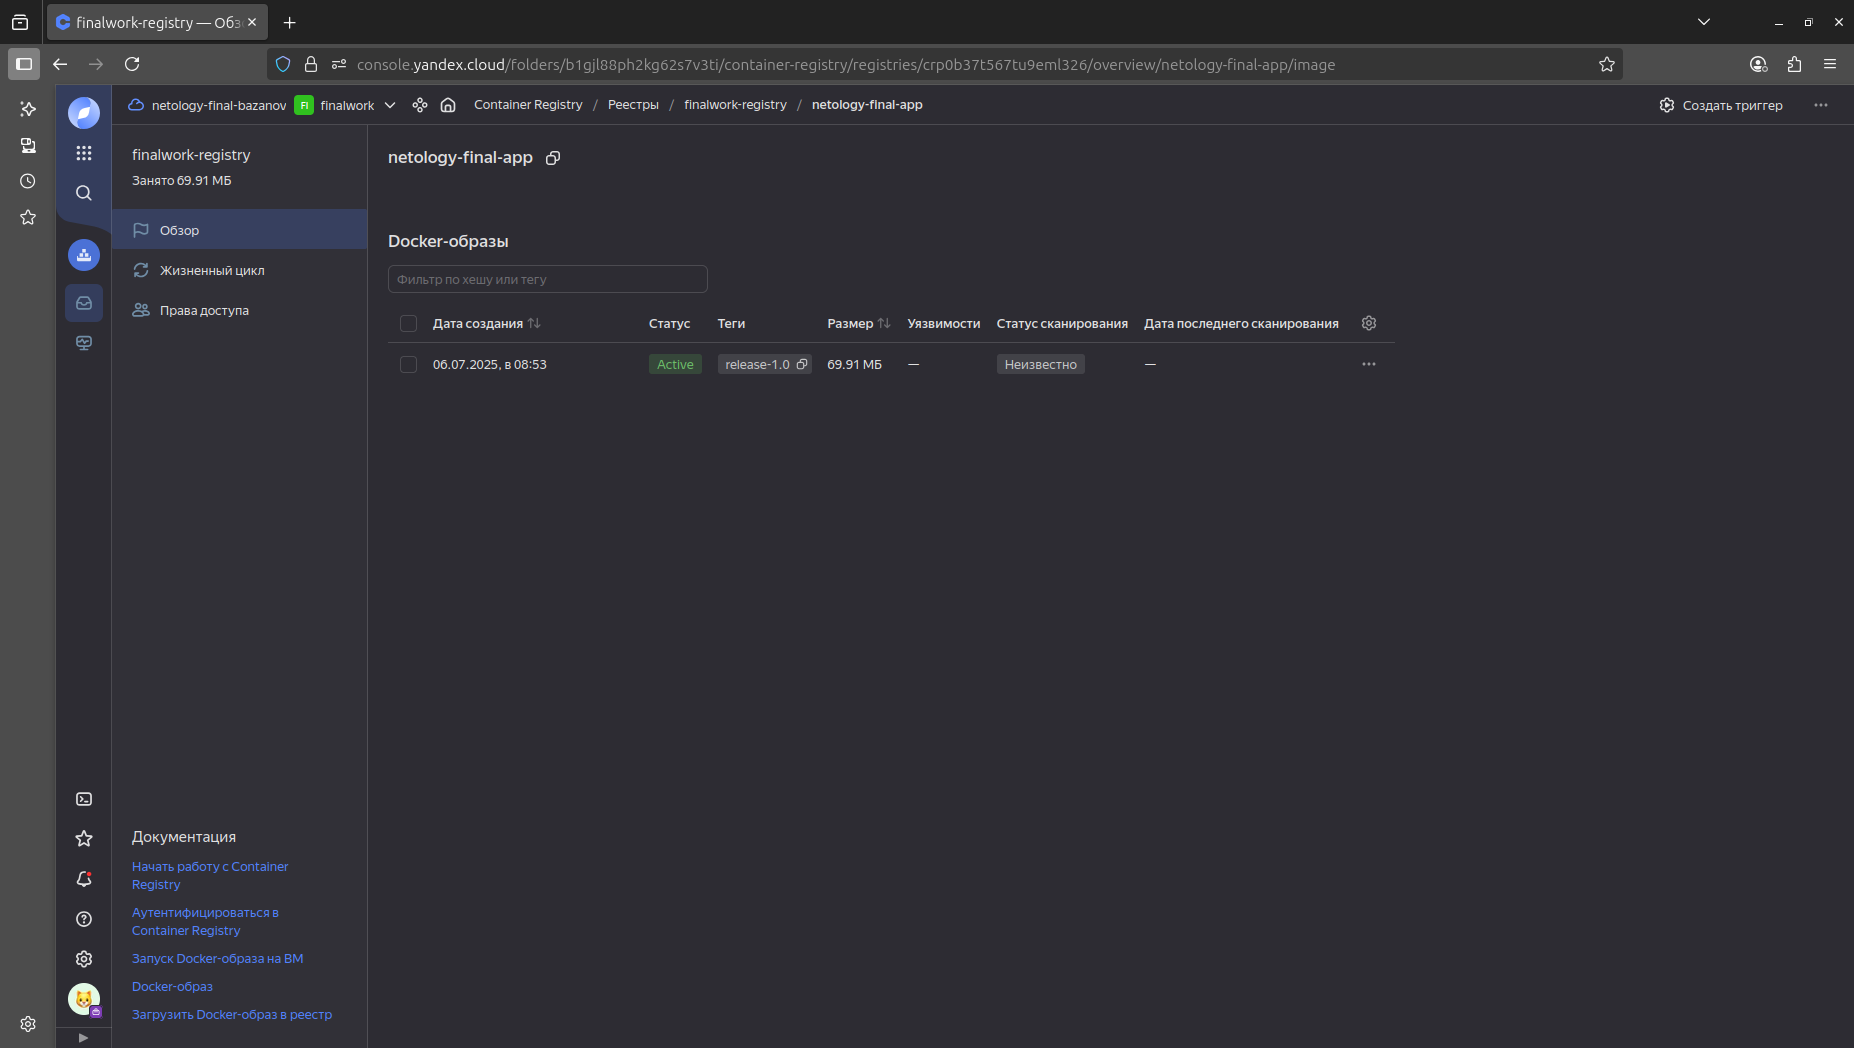 finalwork-registry — Обз
console.yandex.cloud/folders/b1gjl88ph2kg62s7v3ti/container-registry/registries/crp0b37t567tu9eml326/overview/netology-final-app/image
netology-final-bazanov FI finalwork Container Registry / Реестры / finalwork-registry / netology-final-app Создать триггер
finalwork-registry
Занято 69.91 МБ
Обзор
Жизненный цикл
Права доступа
netology-final-app
Docker-образы
Фильтр по хешу или тегу
Дата создания Статус Теги Размер Уязвимости Статус сканирования Дата последнего сканирования
06.07.2025, в 08:53 Active release-1.0 69.91 МБ — Неизвестно —
Документация
Начать работу с Container
Registry
Аутентифицироваться в
Container Registry
Запуск Docker-образа на ВМ
Docker-образ
Загрузить Docker-образ в реестр